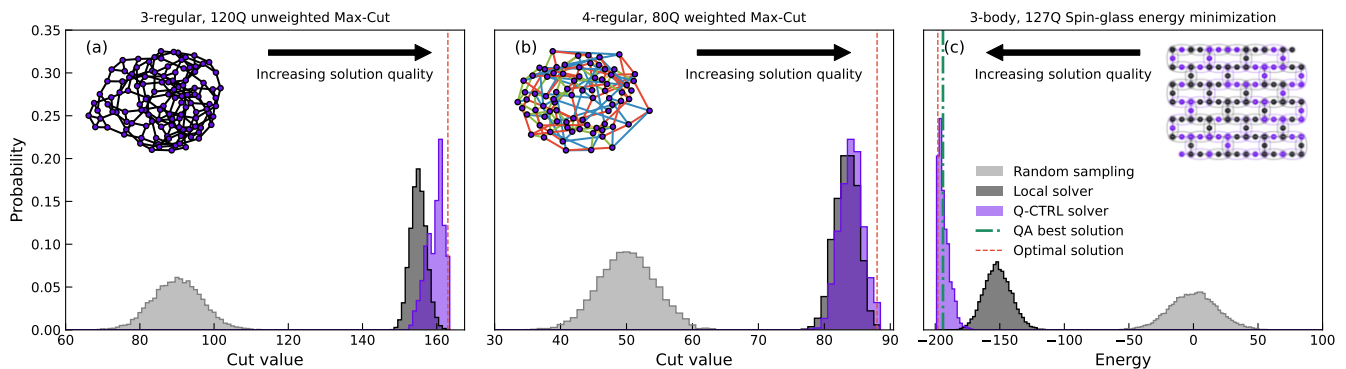 3-regular, 120Q unweighted Max-Cut
(a)
Increasing solution quality
Probability
0.35
0.30
0.25
0.20
0.15
0.10
0.05
0.00
60
80
100
120
140
160
Cut value
4-regular, 80Q weighted Max-Cut
(b)
Increasing solution quality
30
40
50
60
70
80
90
Cut value
3-body, 127Q Spin-glass energy minimization
(c)
Increasing solution quality
Random sampling
Local solver
Q-CTRL solver
QA best solution
Optimal solution
−200
−150
−100
−50
0
50
100
Energy